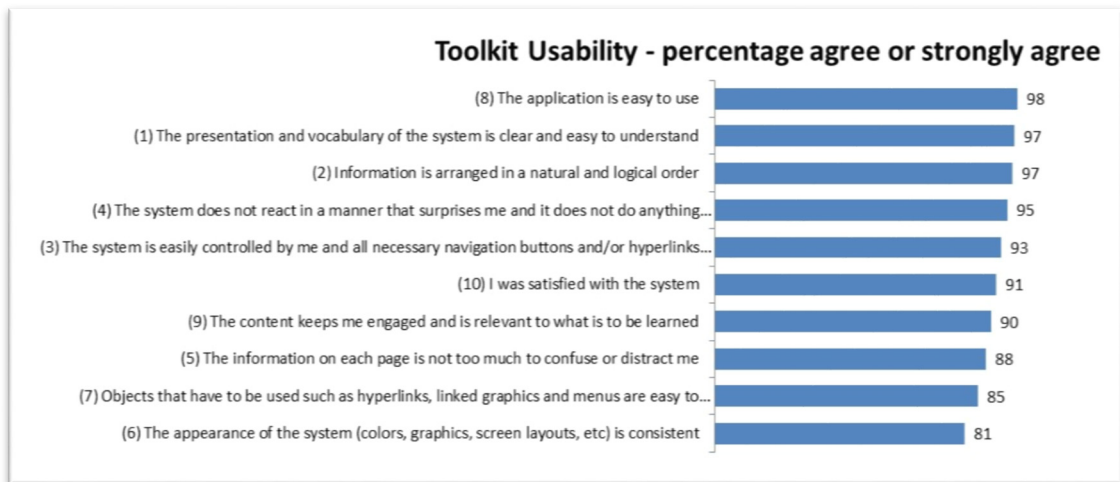 Toolkit Usability - percentage agree or strongly agree
(8) The application is easy to use 98
(1) The presentation and vocabulary of the system is clear and easy to understand 97
(2) Information is arranged in a natural and logical order 97
(4) The system does not react in a manner that surprises me and it does not do anything... 95
(3) The system is easily controlled by me and all necessary navigation buttons and/or hyperlinks... 93
(10) I was satisfied with the system 91
(9) The content keeps me engaged and is relevant to what is to be learned 90
(5) The information on each page is not too much to confuse or distract me 88
(7) Objects that have to be used such as hyperlinks, linked graphics and menus are easy to... 85
(6) The appearance of the system (colors, graphics, screen layouts, etc) is consistent 81